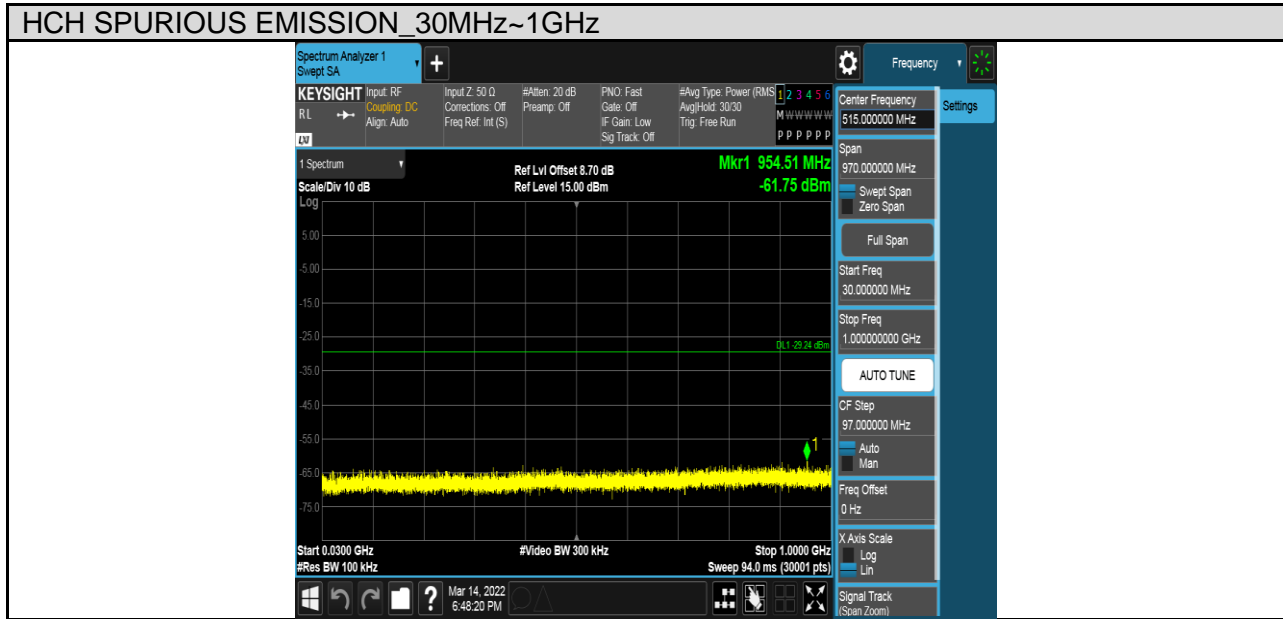 HCH SPURIOUS EMISSION_30MHz~1GHz
Spectrum Analyzer 1
Swept SA
+
Frequency
KEYSIGHT
RL
LXI
Input: RF
Coupling: DC
Align: Auto
Input Z: 50 Ω
Corrections: Off
Freq Ref: Int (S)
#Atten: 20 dB
Preamp: Off
PNO: Fast
Gate: Off
IF Gain: Low
Sig Track: Off
#Avg Type: Power (RMS
Avg|Hold: 30/30
Trig: Free Run
1 2 3 4 5 6
M W W W W W
P P P P P P
1 Spectrum
Scale/Div 10 dB
Log
Ref Lvl Offset 8.70 dB
Ref Level 15.00 dBm
Mkr1 954.51 MHz
-61.75 dBm
5.00
-5.00
-15.0
-25.0
DL1 -29.24 dBm
-35.0
-45.0
-55.0
1
-65.0
-75.0
Start 0.0300 GHz
#Res BW 100 kHz
#Video BW 300 kHz
Stop 1.0000 GHz
Sweep 94.0 ms (30001 pts)
?
Mar 14, 2022
6:48:20 PM
Center Frequency
515.000000 MHz
Span
970.000000 MHz
Swept Span
Zero Span
Full Span
Start Freq
30.000000 MHz
Stop Freq
1.000000000 GHz
AUTO TUNE
CF Step
97.000000 MHz
Auto
Man
Freq Offset
0 Hz
X Axis Scale
Log
Lin
Signal Track
(Span Zoom)
Settings